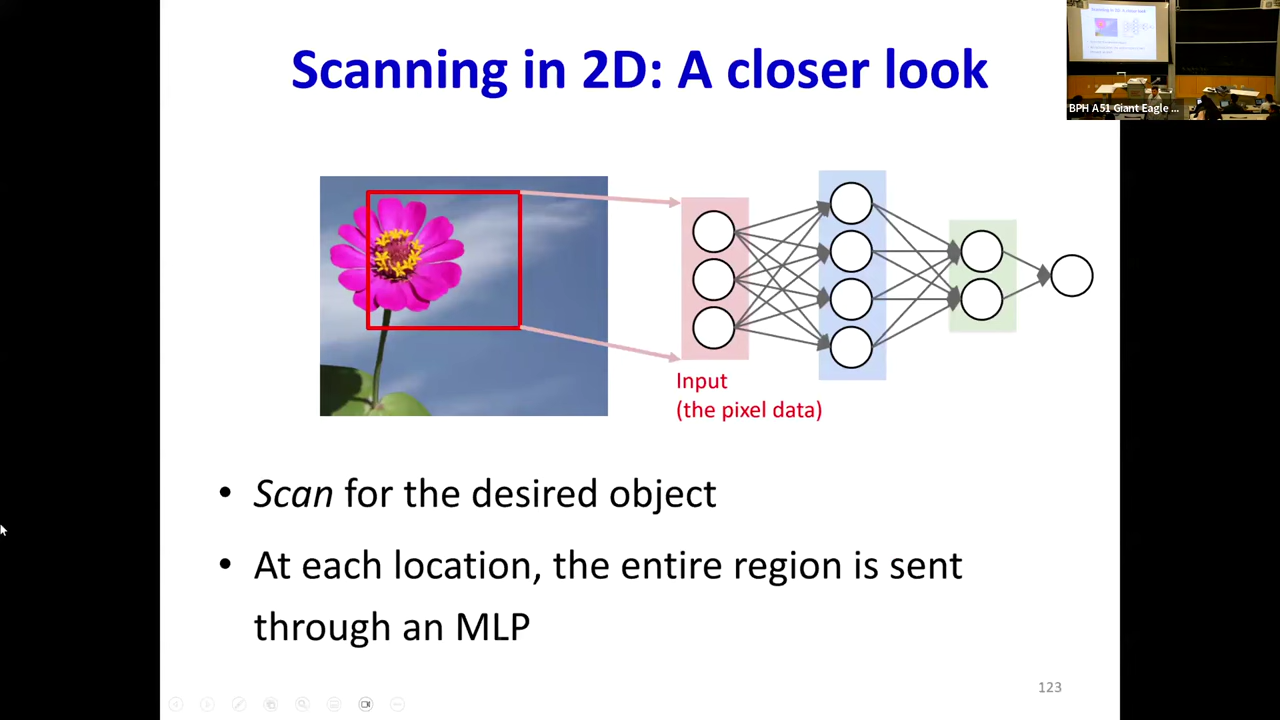 Scanning in 2D: A closer look
BPH A51 Giant Eagle ...
Input
(the pixel data)
• Scan for the desired object
• At each location, the entire region is sent
through an MLP
123